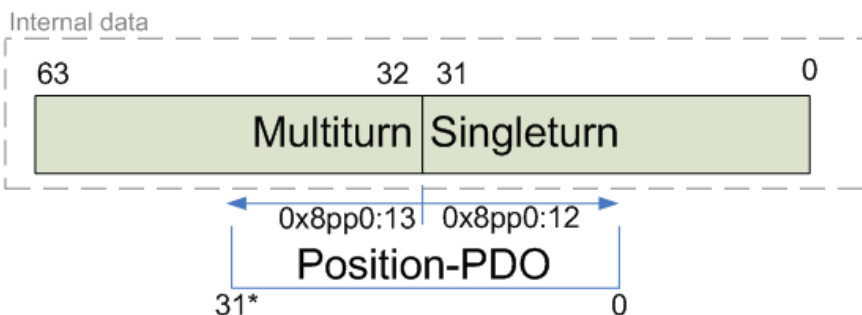 Internal data
63 32 31 0
Multiturn Singleturn
0x8pp0:13 0x8pp0:12
Position-PDO
31* 0